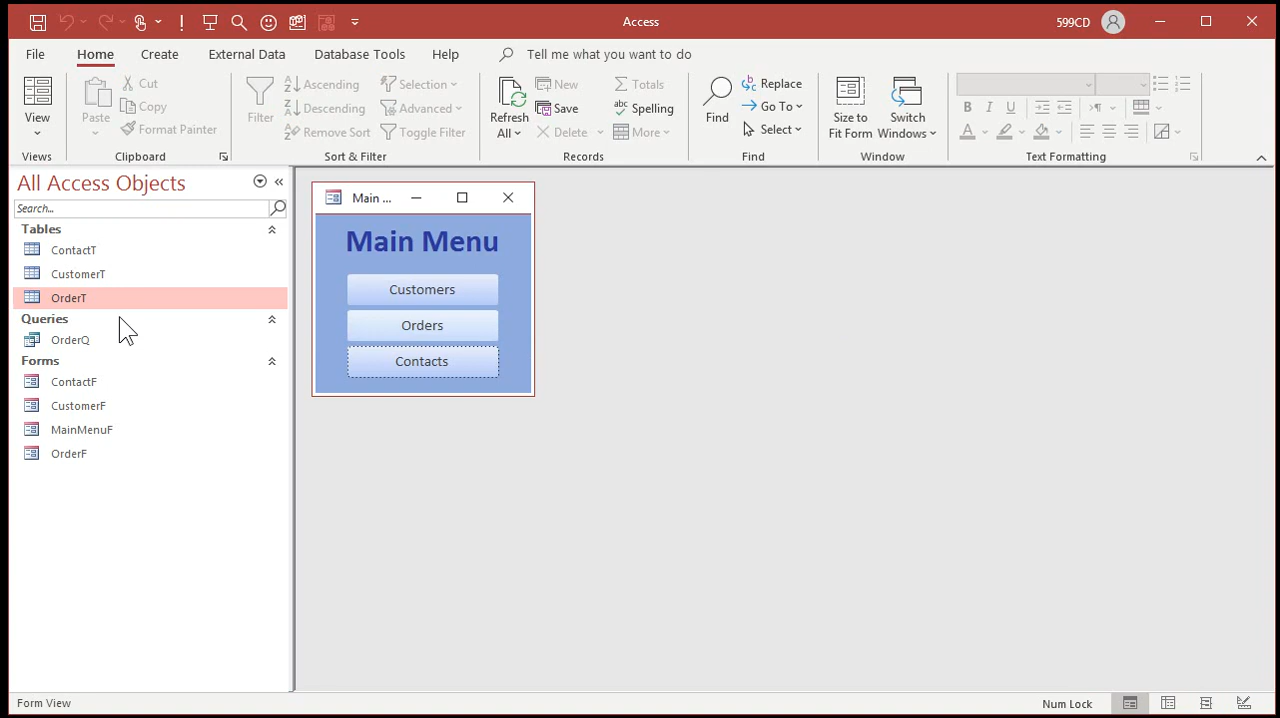 Access
599CD
File Home Create External Data Database Tools Help Tell me what you want to do
View
Views
Paste
Cut
Copy
Format Painter
Clipboard
Filter
Ascending
Descending
Remove Sort
Selection
Advanced
Toggle Filter
Sort & Filter
Refresh
All
New
Save
Delete
Totals
Spelling
More
Records
Find
Replace
Go To
Select
Find
Size to
Fit Form
Switch
Windows
Window
B I U
A
Text Formatting
All Access Objects
Search...
Tables
ContactT
CustomerT
OrderT
Queries
OrderQ
Forms
ContactF
CustomerF
MainMenuF
OrderF
Main ...
Main Menu
Customers
Orders
Contacts
Form View
Num Lock